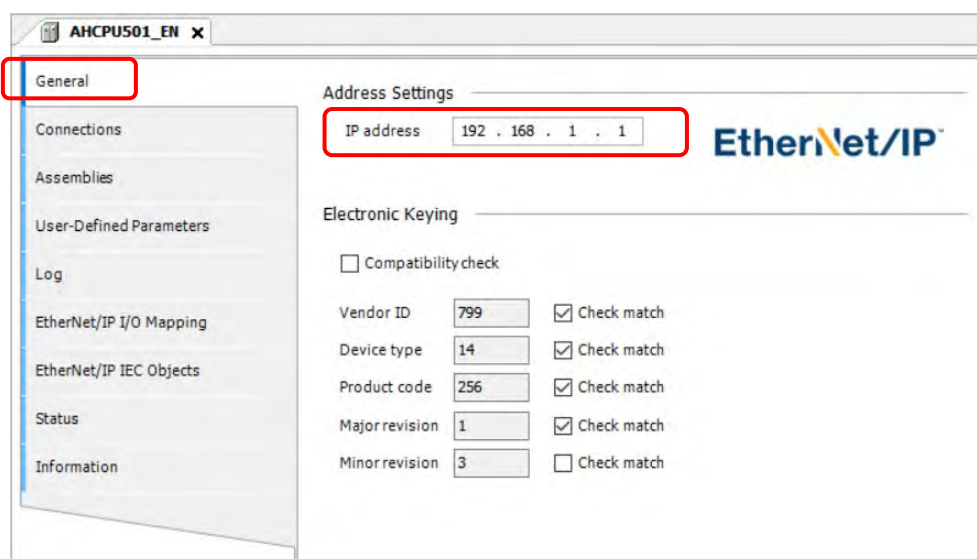 AHCPU501_EN
General
Connections
Assemblies
User-Defined Parameters
Log
EtherNet/IP I/O Mapping
EtherNet/IP IEC Objects
Status
Information
Address Settings
IP address 192 . 168 . 1 . 1
EtherNet/IP™
Electronic Keying
Compatibility check
Vendor ID 799 Check match
Device type 14 Check match
Product code 256 Check match
Major revision 1 Check match
Minor revision 3 Check match